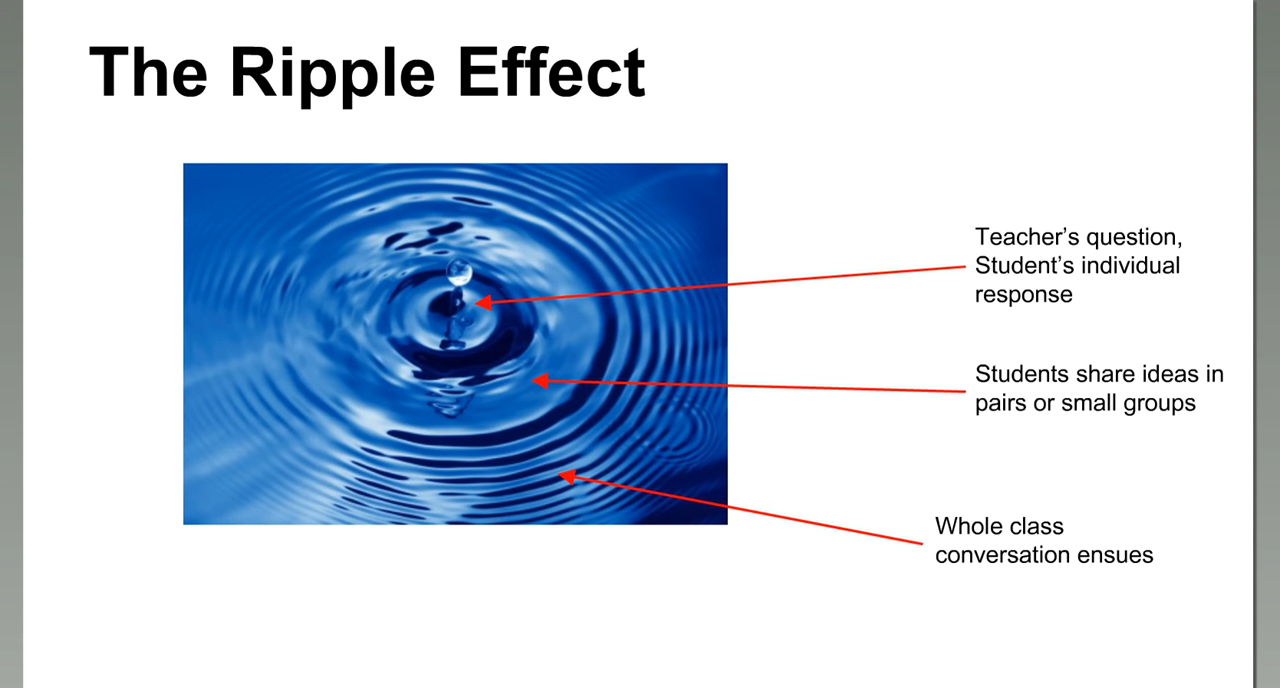 The Ripple Effect
Teacher’s question,
Student’s individual
response
Students share ideas in
pairs or small groups
Whole class
conversation ensues